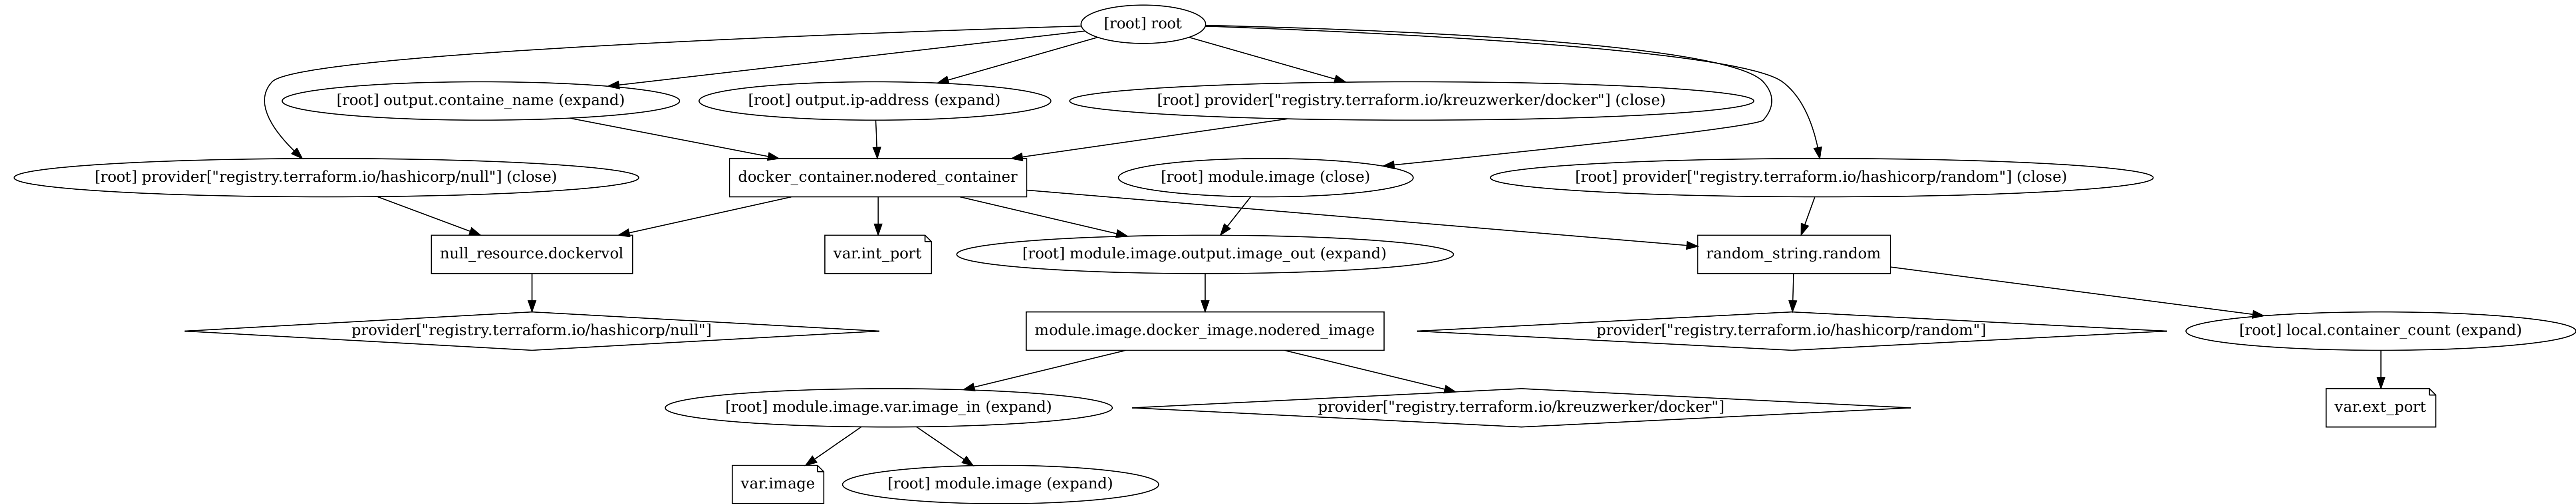 [root] root
[root] output.containe_name (expand)
[root] output.ip-address (expand)
[root] provider["registry.terraform.io/kreuzwerker/docker"] (close)
[root] provider["registry.terraform.io/hashicorp/null"] (close)
docker_container.nodered_container
[root] module.image (close)
[root] provider["registry.terraform.io/hashicorp/random"] (close)
null_resource.dockervol
var.int_port
[root] module.image.output.image_out (expand)
random_string.random
provider["registry.terraform.io/hashicorp/null"]
module.image.docker_image.nodered_image
provider["registry.terraform.io/hashicorp/random"]
[root] local.container_count (expand)
[root] module.image.var.image_in (expand)
provider["registry.terraform.io/kreuzwerker/docker"]
var.ext_port
var.image
[root] module.image (expand)